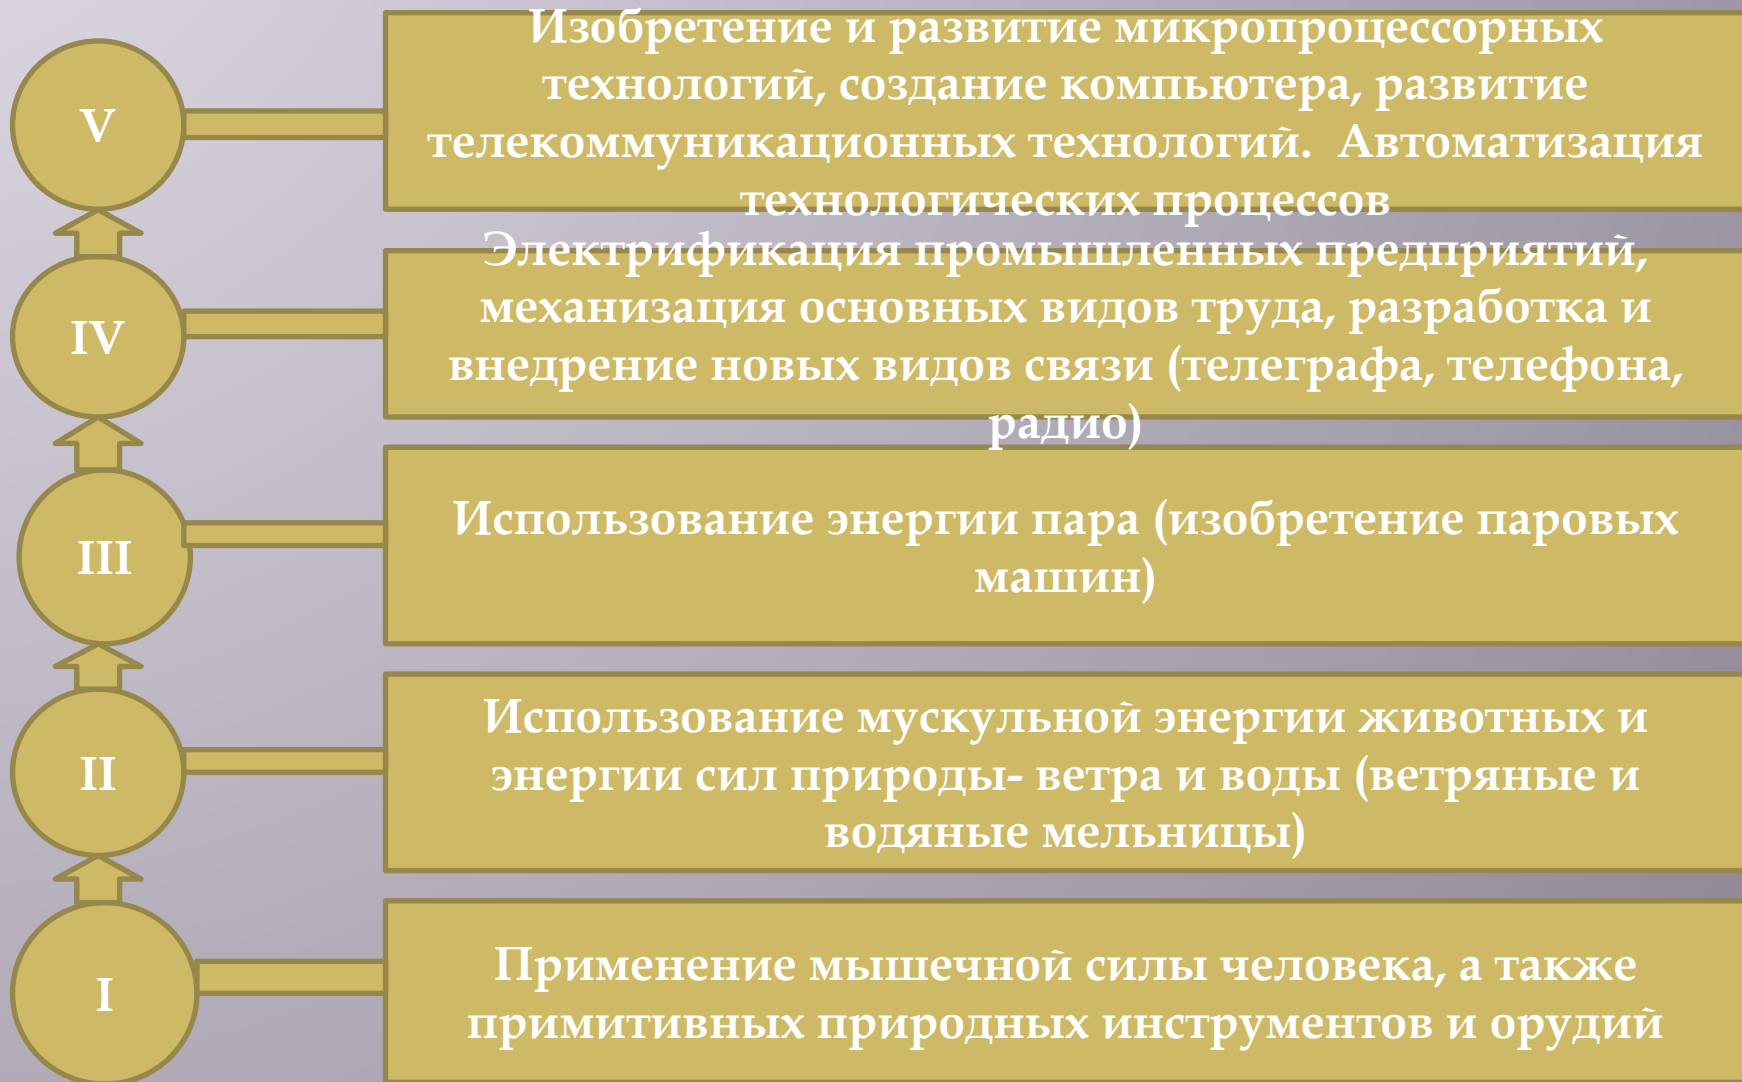 V
Изобретение и развитие микропроцессорных
технологий, создание компьютера, развитие
телекоммуникационных технологий.  Автоматизация
технологических процессов
IV
Электрификация промышленных предприятий,
механизация основных видов труда, разработка и
внедрение новых видов связи (телеграфа, телефона,
радио)
III
Использование энергии пара (изобретение паровых
машин)
II
Использование мускульной энергии животных и
энергии сил природы- ветра и воды (ветряные и
водяные мельницы)
I
Применение мышечной силы человека, а также
примитивных природных инструментов и орудий